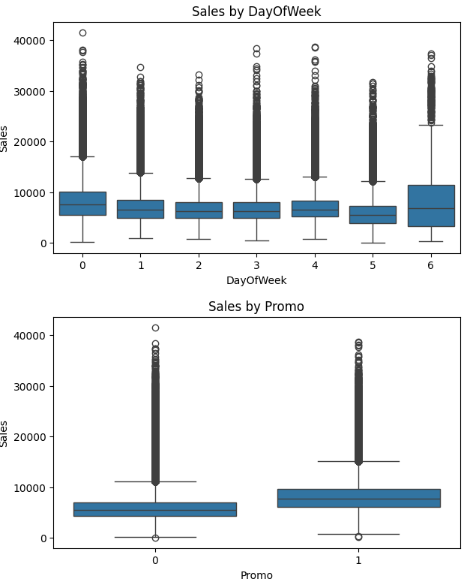 Sales by DayOfWeek
40000
30000
20000
10000
0
Sales
0 1 2 3 4 5 6
DayOfWeek
Sales by Promo
40000
30000
20000
10000
0
Sales
0 1
Promo